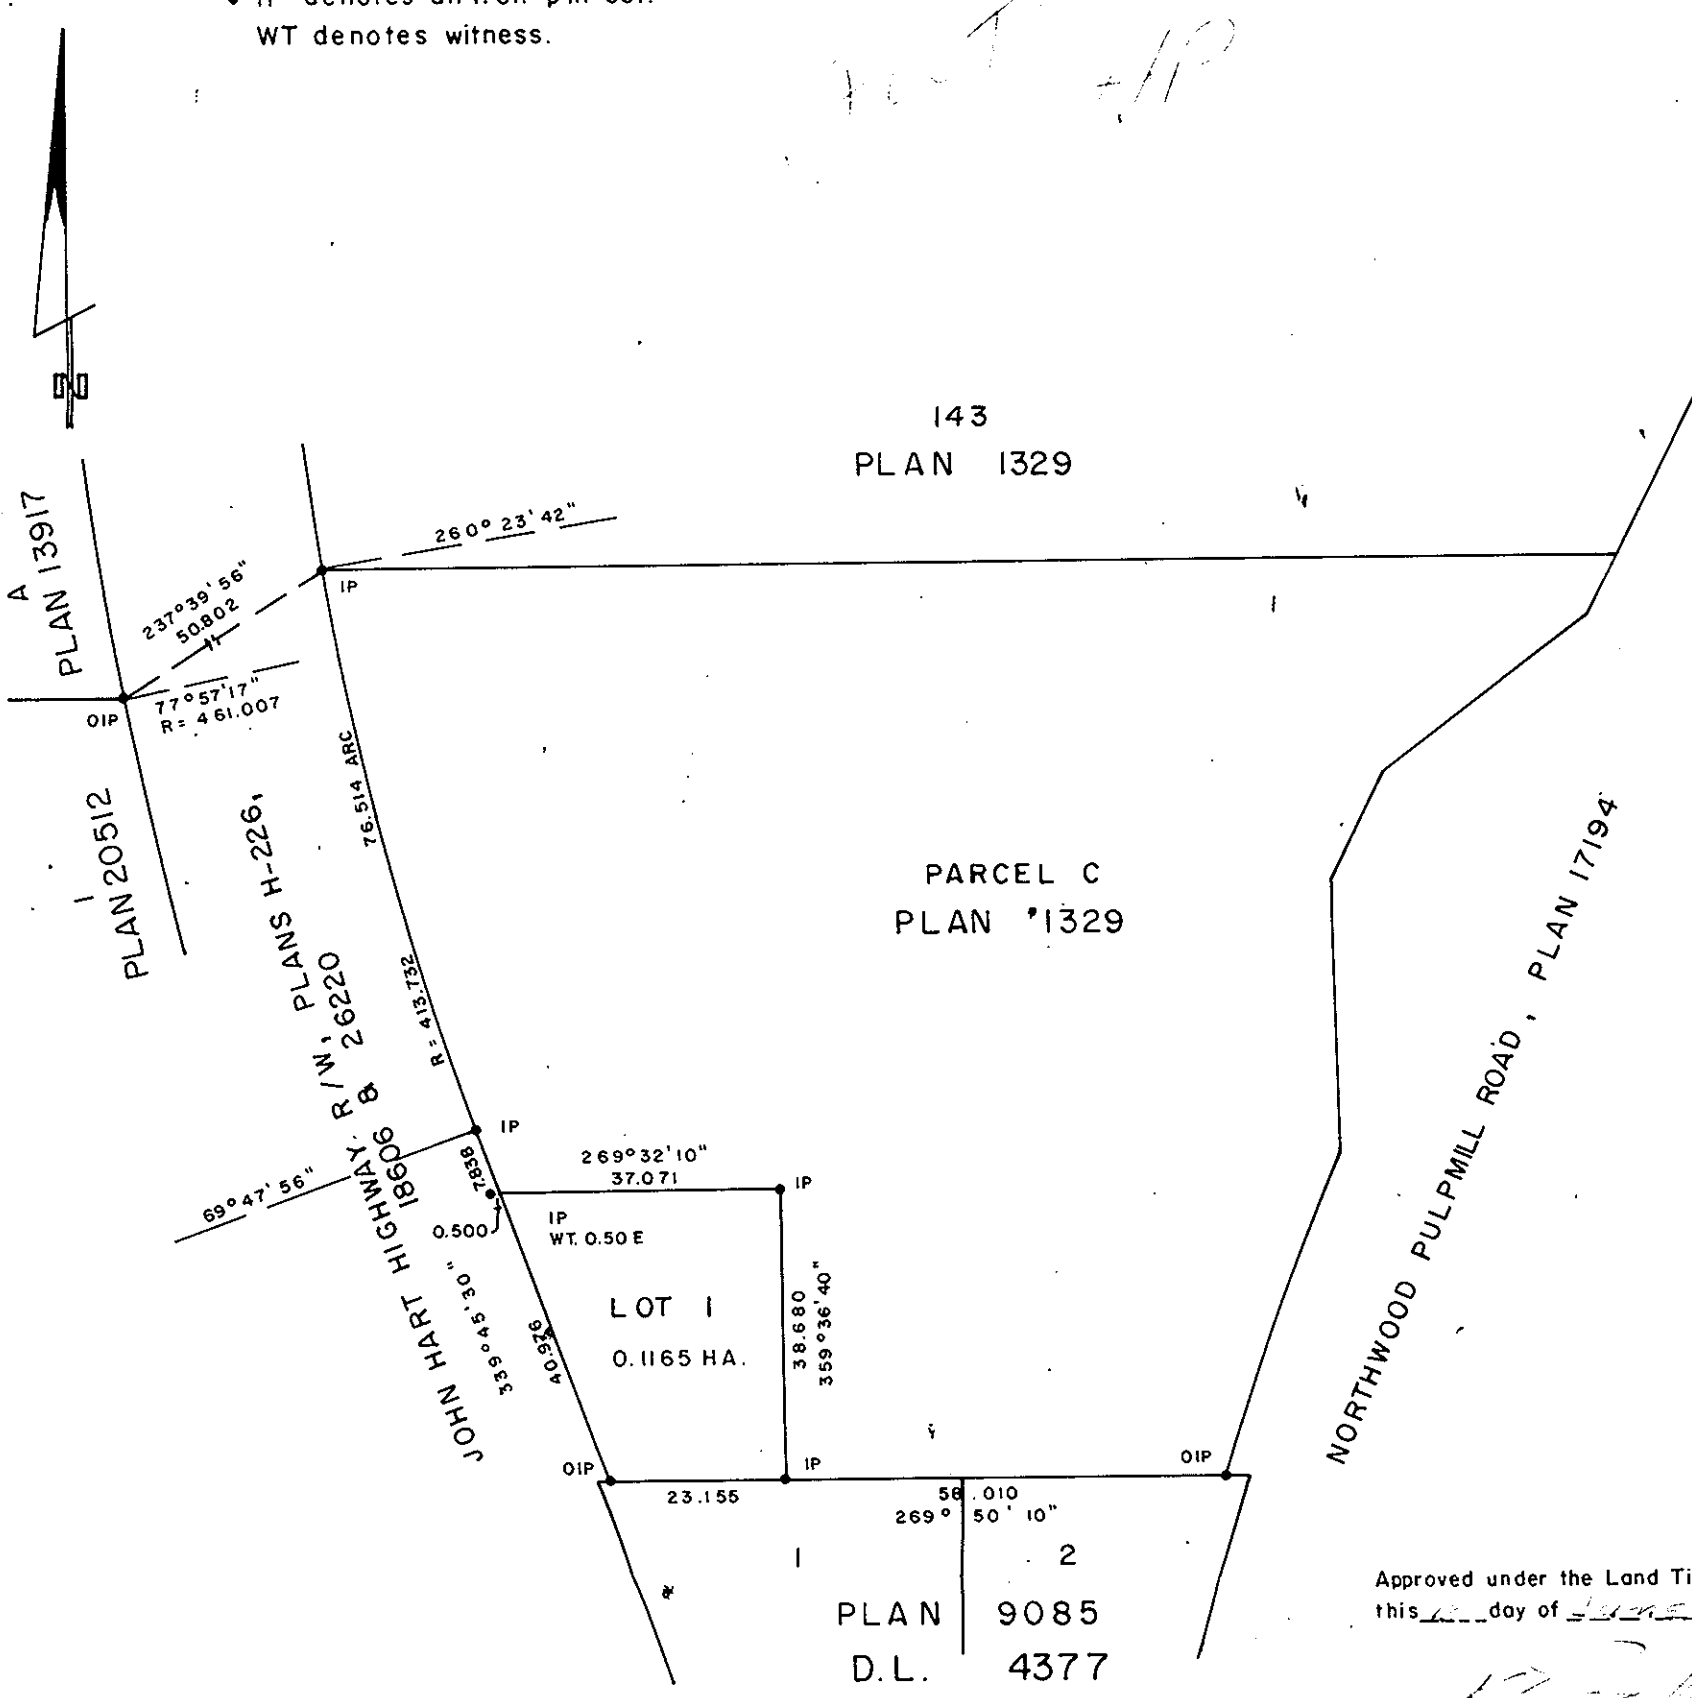 WT denotes witness.
143
PLAN 1329
260° 23' 42"
A
PLAN 13917
237° 39' 56"
50.802
IP
77° 57' 17"
R = 461.007
OIP
76.514 ARC
1
PLAN 20512
PARCEL C
PLAN 1329
R = 413.732
JOHN HART HIGHWAY R/W, PLANS H-226,
18606 & 26220
NORTHWOOD PULPMILL ROAD, PLAN 17194
IP
69° 47' 56"
7.838
269° 32' 10"
37.071
IP
0.500
IP
WT. 0.50 E
339° 45' 30"
40.976
LOT 1
0.1165 HA.
38.680
359° 36' 40"
OIP
IP
OIP
23.155
58.010
269° 50' 10"
1
2
PLAN 9085
D.L. 4377
Approved under the Land Ti
this day of June